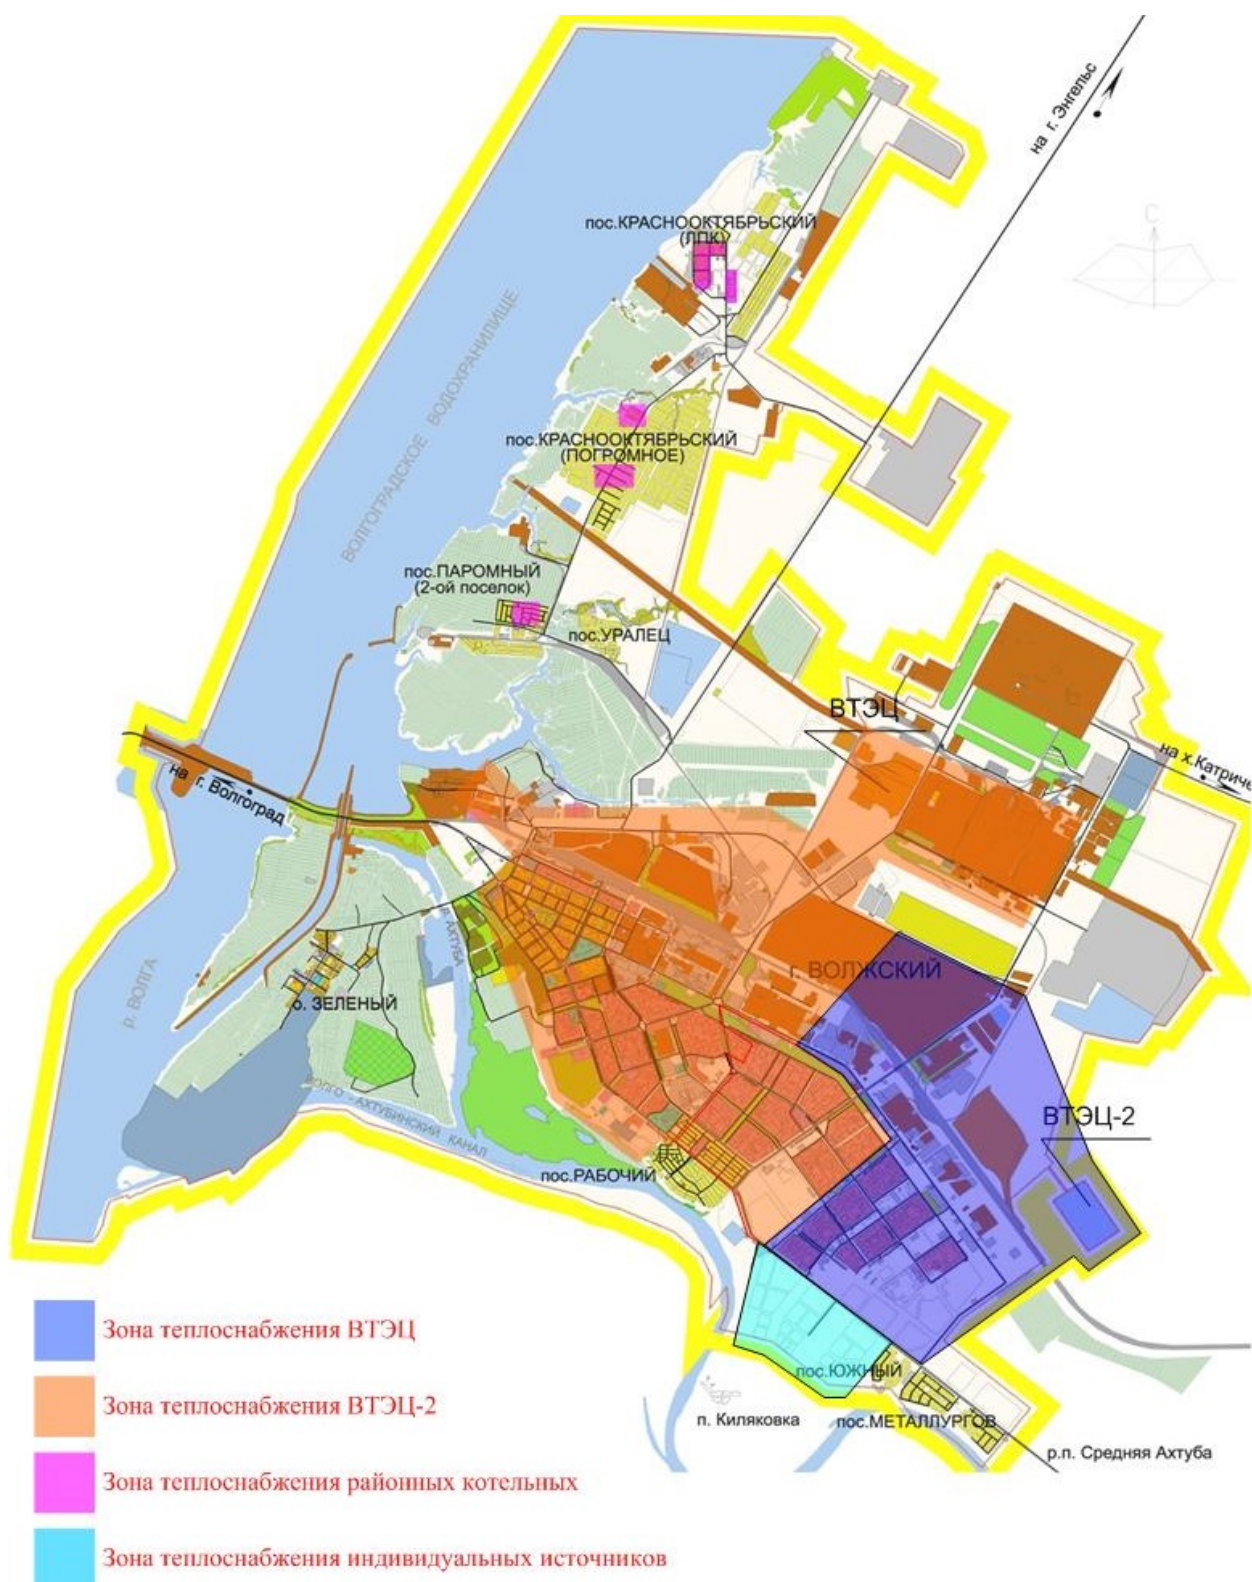 на г. Энгельс
С
пос.КРАСНООКТЯБРЬСКИЙ
(ЛПК)
ВОЛГОГРАДСКОЕ ВОДОХРАНИЛИЩЕ
пос.КРАСНООКТЯБРЬСКИЙ
(ПОГРОМНОЕ)
пос.ПАРОМНЫЙ
(2-ой поселок)
пос.УРАЛЕЦ
ВТЭЦ
на х.Катриче
на г. Волгоград
р. ВОЛГА
АХТУБА
г. ВОЛЖСКИЙ
о. ЗЕЛЕНЫЙ
ВОЛГО - АХТУБИНСКИЙ КАНАЛ
ВТЭЦ-2
пос.РАБОЧИЙ
пос.ЮЖНЫЙ
п. Киляковка
пос.МЕТАЛЛУРГОВ
р.п. Средняя Ахтуба
Зона теплоснабжения ВТЭЦ
Зона теплоснабжения ВТЭЦ-2
Зона теплоснабжения районных котельных
Зона теплоснабжения индивидуальных источников